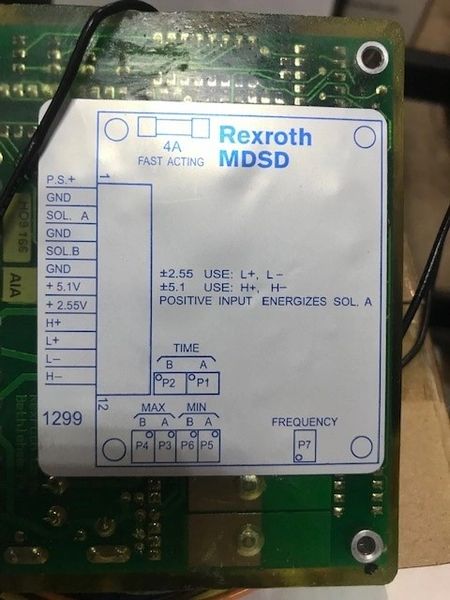 Rexroth
MDSD
4A
FAST ACTING
1
P.S.+
GND
SOL. A
GND
SOL.B
GND
+ 5.1V
+ 2.55V
H+
L+
L−
H−
12
±2.55 USE: L+, L−
±5.1 USE: H+, H−
POSITIVE INPUT ENERGIZES SOL. A
TIME
B A
P2 P1
MAX MIN
B A B A
P4 P3 P6 P5
FREQUENCY
P7
1299
HO9166
AIA